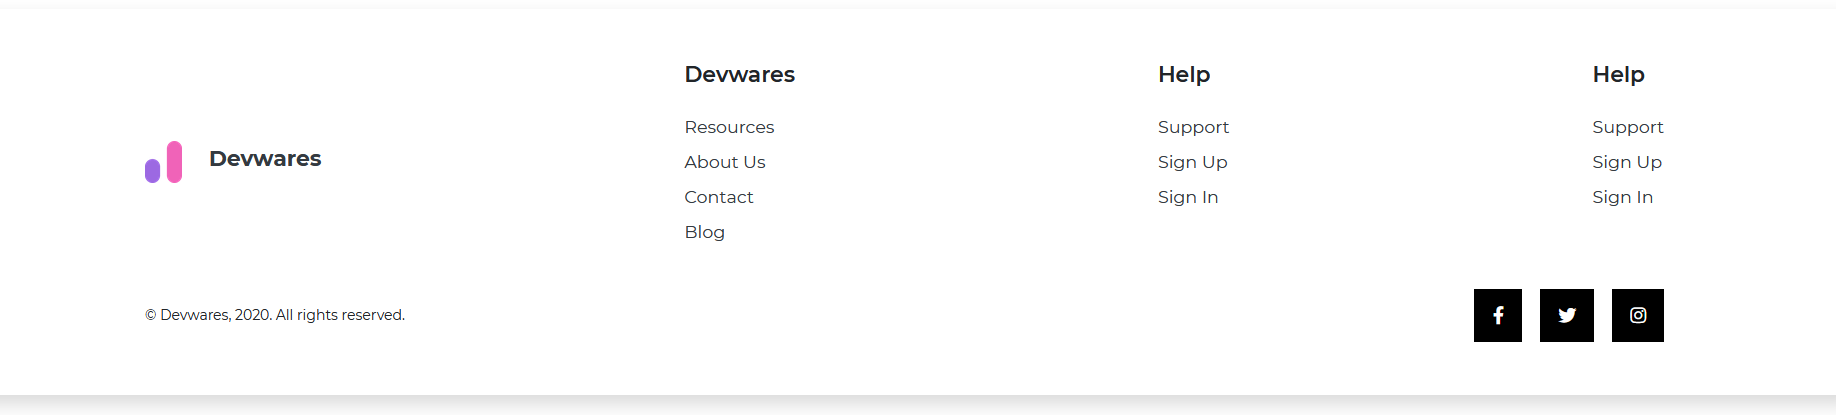 Devwares
Devwares
Resources
About Us
Contact
Blog
Help
Support
Sign Up
Sign In
Help
Support
Sign Up
Sign In
© Devwares, 2020. All rights reserved.